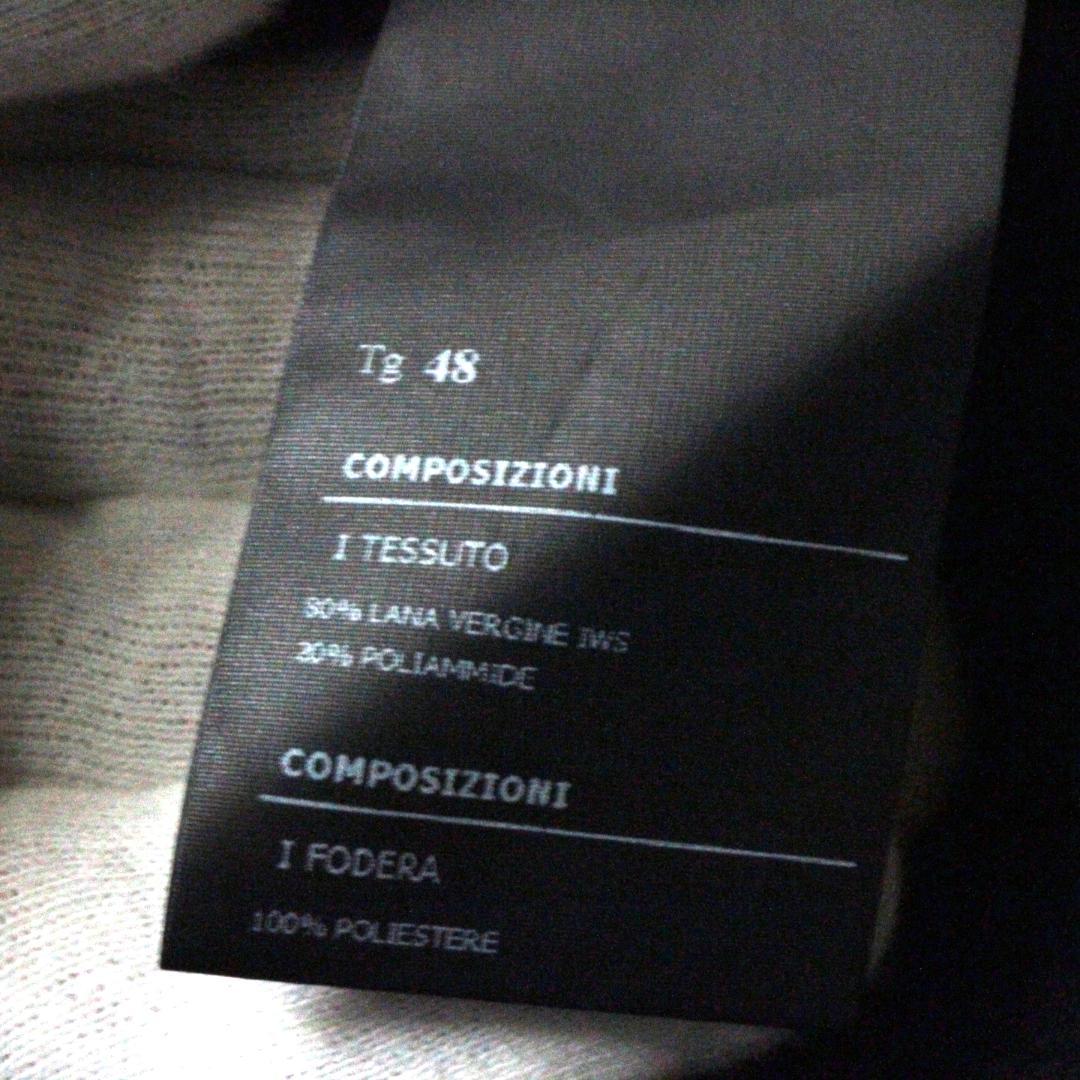 Tg 48
COMPOSIZIONI
I TESSUTO
80% LANA VERGINE IWS
20% POLIAMMIDE
COMPOSIZIONI
I FODERA
100% POLIESTERE